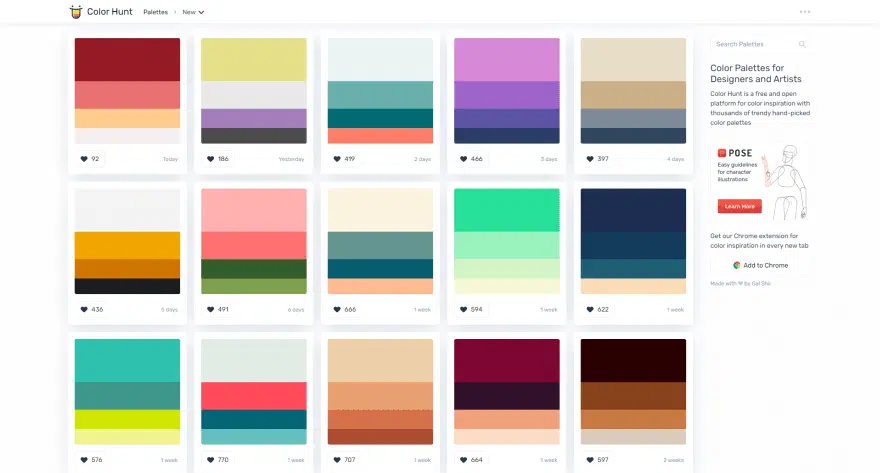 Color Hunt Palettes New
Search Palettes
Color Palettes for
Designers and Artists
Color Hunt is a free and open
platform for color inspiration with
thousands of trendy hand-picked
color palettes
POSE
Easy guidelines
for character
illustrations
Learn More
Get our Chrome extension for
color inspiration in every new tab
Add to Chrome
Made with by Gal Shir
92 Today
186 Yesterday
419 2 days
466 3 days
397 4 days
436 5 days
491 6 days
666 1 week
594 1 week
622 1 week
576 1 week
770 1 week
707 1 week
664 1 week
597 2 weeks